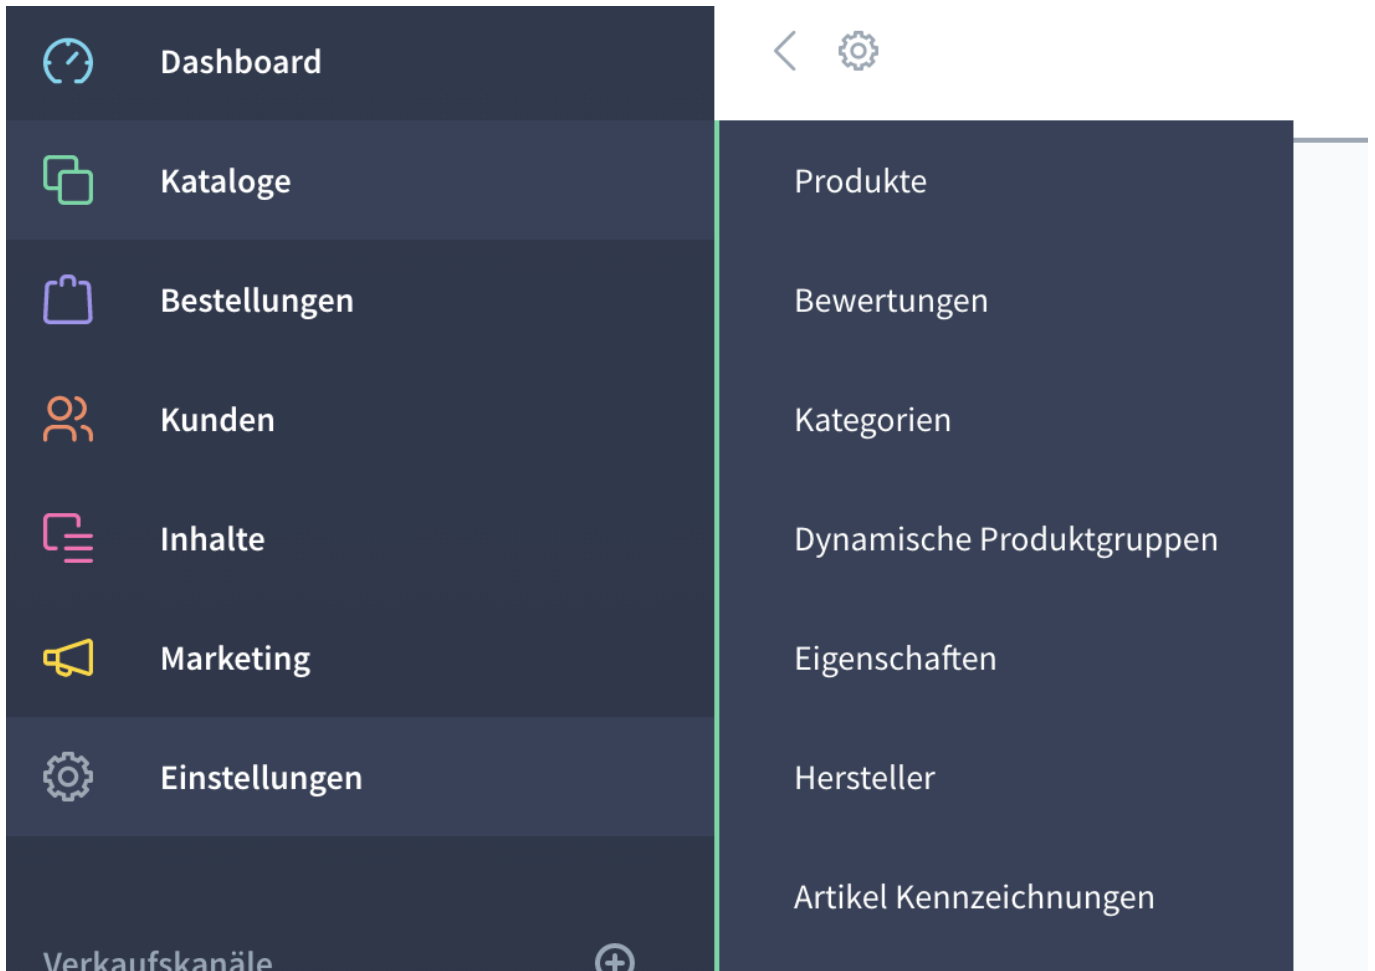 Dashboard
Kataloge
Bestellungen
Kunden
Inhalte
Marketing
Einstellungen
Verkaufskanäle
Produkte
Bewertungen
Kategorien
Dynamische Produktgruppen
Eigenschaften
Hersteller
Artikel Kennzeichnungen